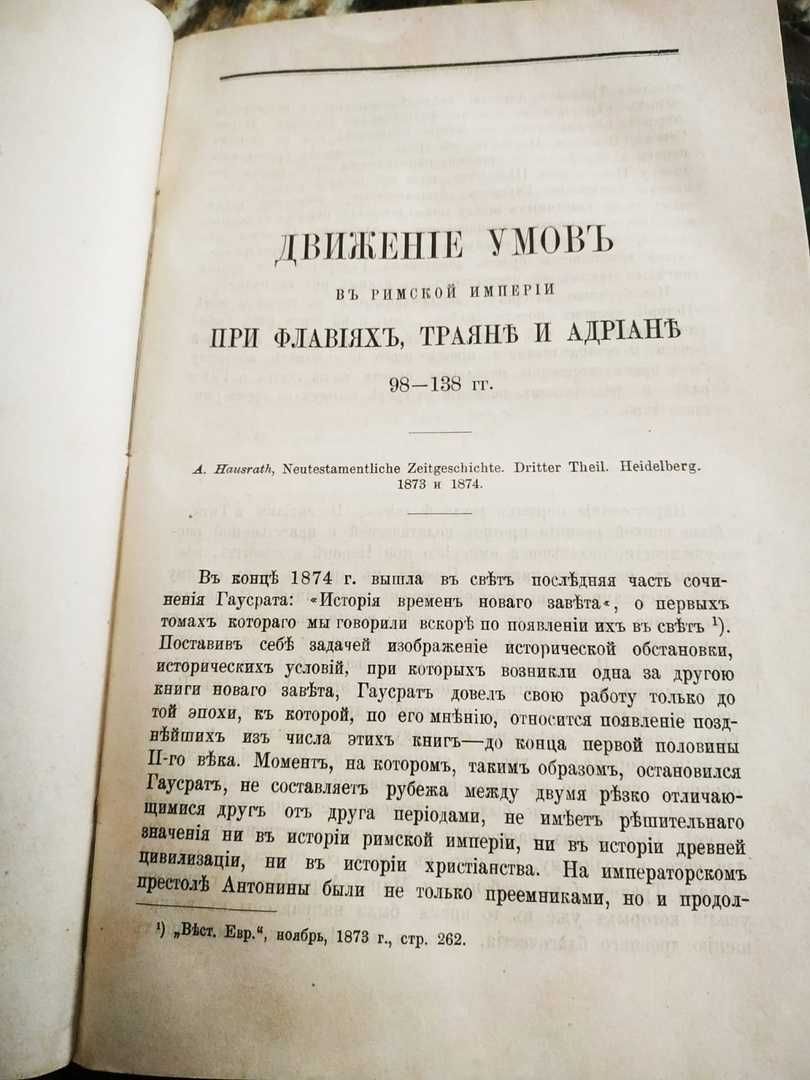 ДВИЖЕНІЕ УМОВЪ
ВЪ РИМСКОЙ ИМПЕРІИ
ПРИ ФЛАВІЯХЪ, ТРАЯНѢ И АДРІАНѢ
98—138 гг.
A. Hausrath, Neutestamentliche Zeitgeschichte. Dritter Theil. Heidelberg.
1873 и 1874.
Въ концѣ 1874 г. вышла въ свѣтъ послѣдняя часть сочи-
ненія Гаусрата: «Исторія временъ новаго завѣта«, о первыхъ
томахъ котораго мы говорили вскорѣ по появленіи ихъ въ свѣтъ ¹).
Поставивъ себѣ задачей изображеніе исторической обстановки,
историческихъ условій, при которыхъ возникли одна за другою
книги новаго завѣта, Гаусратъ довелъ свою работу только до
той эпохи, къ которой, по его мнѣнію, относится появленіе позд-
нѣйшихъ изъ числа этихъ книгъ—до конца первой половины
II-го вѣка. Моментъ, на которомъ, такимъ образомъ, остановился
Гаусратъ, не составляетъ рубежа между двумя рѣзко отличаю-
щимися другъ отъ друга періодами, не имѣетъ рѣшительнаго
значенія ни въ исторіи римской имперіи, ни въ исторіи древней
цивилизаціи, ни въ исторіи христіанства. На императорскомъ
престолѣ Антонины были не только преемниками, но и продол-
¹) „Вѣст. Евр.“, ноябрь, 1873 г., стр. 262.